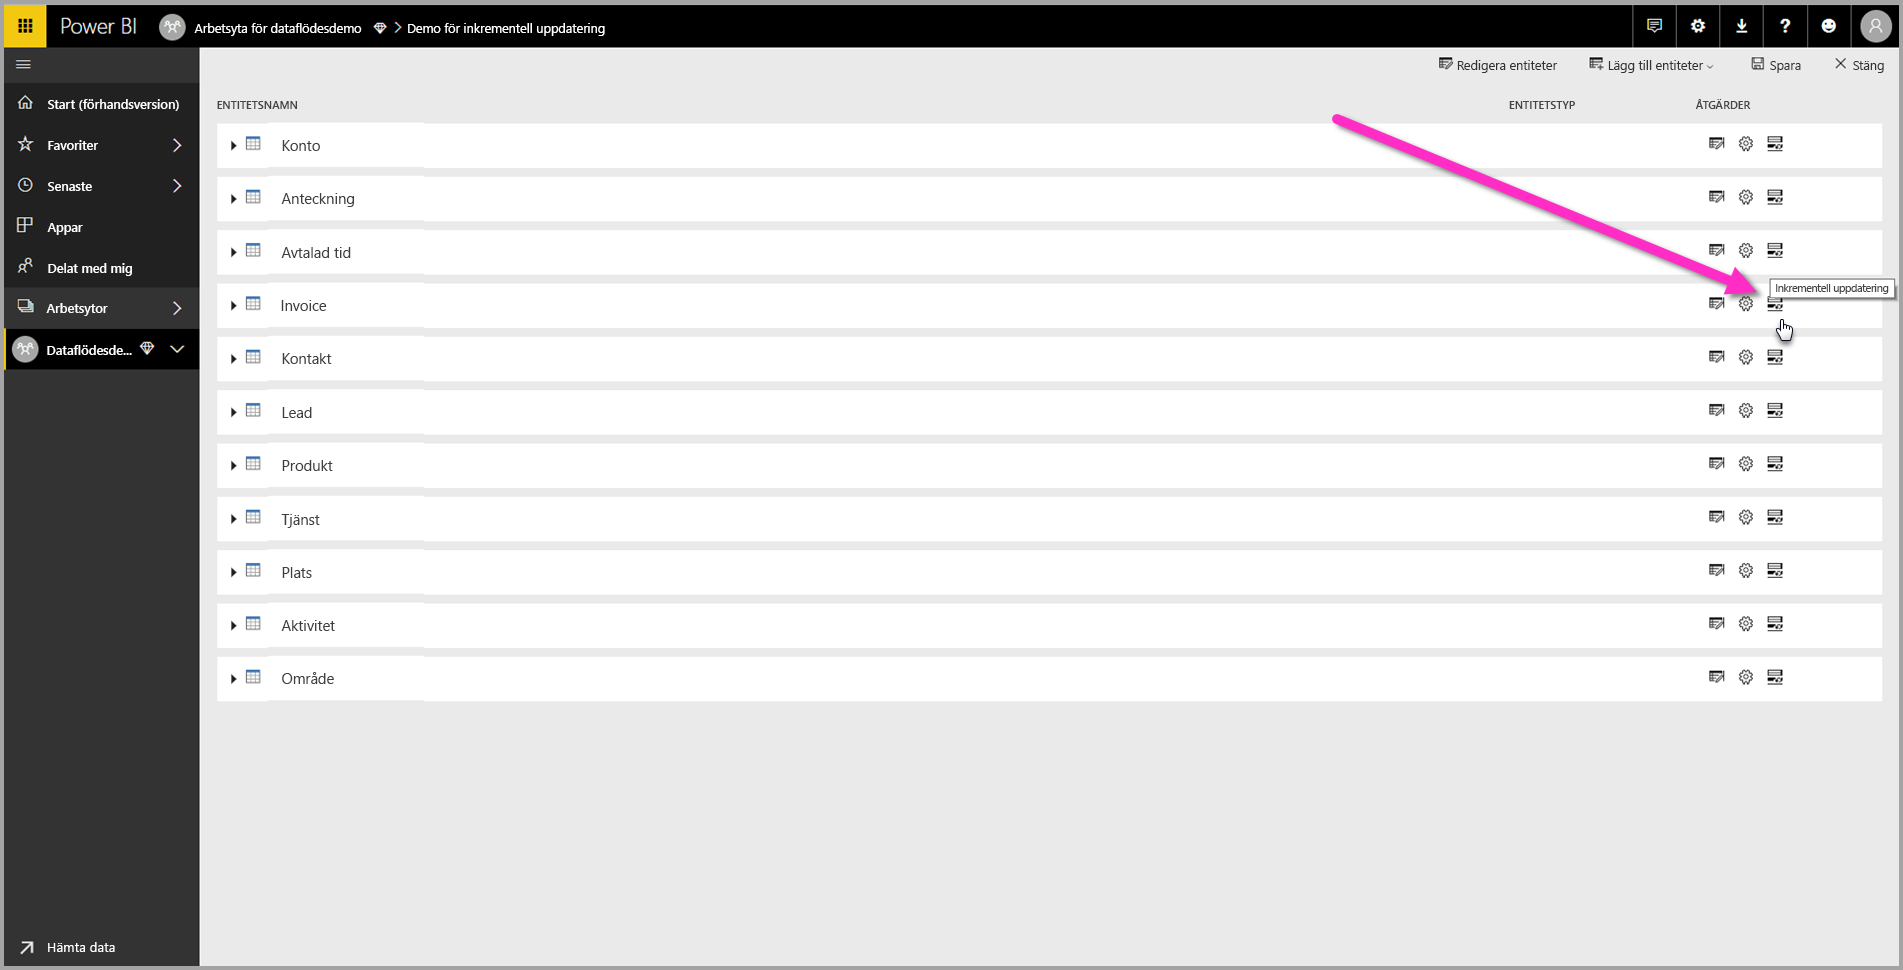 Power BI
Arbetsyta för dataflödesdemo
Demo för inkrementell uppdatering
?
Redigera entiteter
Lägg till entiteter
Spara
Stäng
Start (förhandsversion)
Favoriter
Senaste
Appar
Delat med mig
Arbetsytor
Dataflödesde...
Hämta data
ENTITETSNAMN
ENTITETSTYP
ÅTGÄRDER
Konto
Anteckning
Avtalad tid
Inkrementell uppdatering
Invoice
Kontakt
Lead
Produkt
Tjänst
Plats
Aktivitet
Område